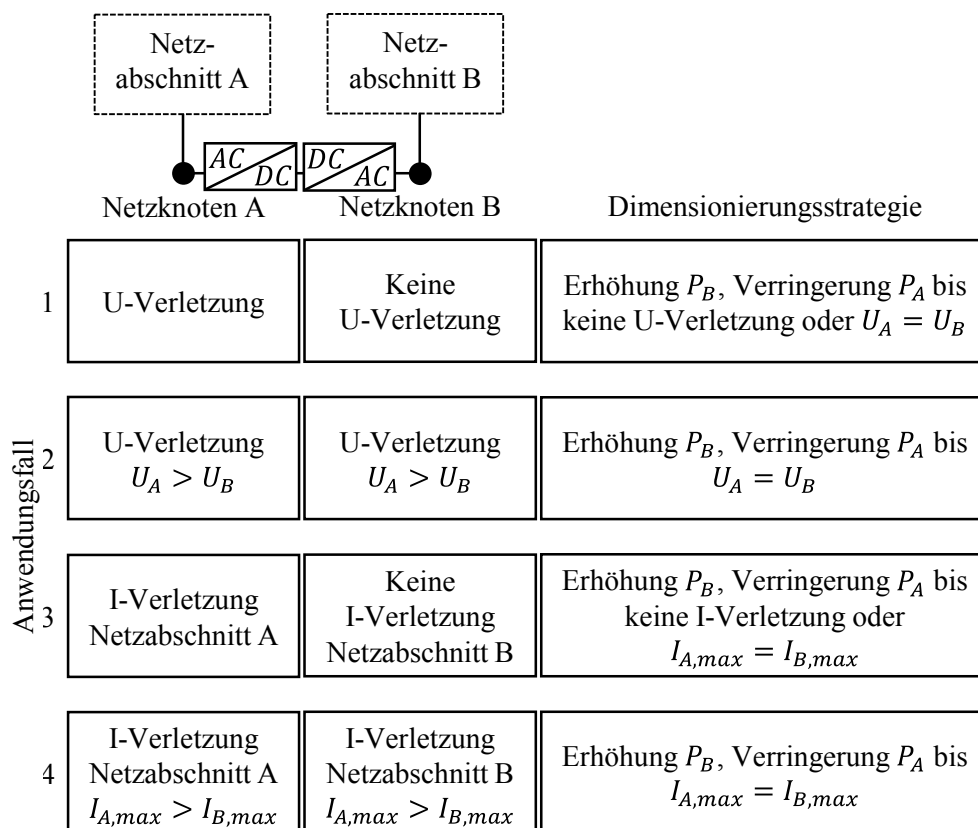 Netz-
abschnitt A
Netz-
abschnitt B
AC
DC
DC
AC
Netzknoten A
Netzknoten B
Dimensionierungsstrategie
Anwendungsfall
1
U-Verletzung
Keine
U-Verletzung
Erhöhung P_B, Verringerung P_A bis
keine U-Verletzung oder U_A = U_B
2
U-Verletzung
U_A > U_B
U-Verletzung
U_A > U_B
Erhöhung P_B, Verringerung P_A bis
U_A = U_B
3
I-Verletzung
Netzabschnitt A
Keine
I-Verletzung
Netzabschnitt B
Erhöhung P_B, Verringerung P_A bis
keine I-Verletzung oder
I_A,max = I_B,max
4
I-Verletzung
Netzabschnitt A
I_A,max > I_B,max
I-Verletzung
Netzabschnitt B
I_A,max > I_B,max
Erhöhung P_B, Verringerung P_A bis
I_A,max = I_B,max